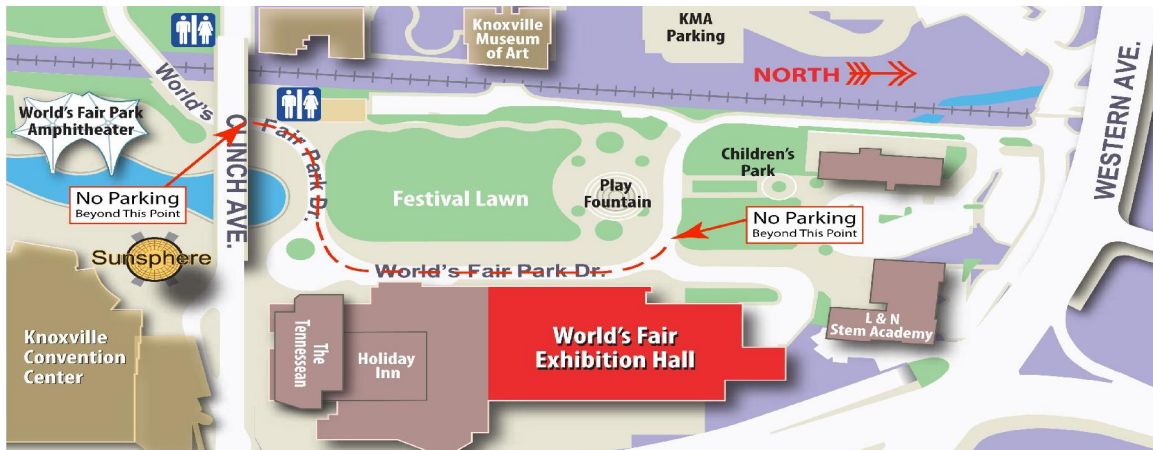 Knoxville
Museum
of Art
KMA
Parking
NORTH
WESTERN AVE.
World's
CLINCH AVE.
Fair Park Dr.
World's Fair Park
Amphitheater
No Parking
Beyond This Point
Sunsphere
Festival Lawn
Play
Fountain
Children's
Park
No Parking
Beyond This Point
World's Fair Park Dr.
Knoxville
Convention
Center
The
Tennessean
Holiday
Inn
World's Fair
Exhibition Hall
L & N
Stem Academy